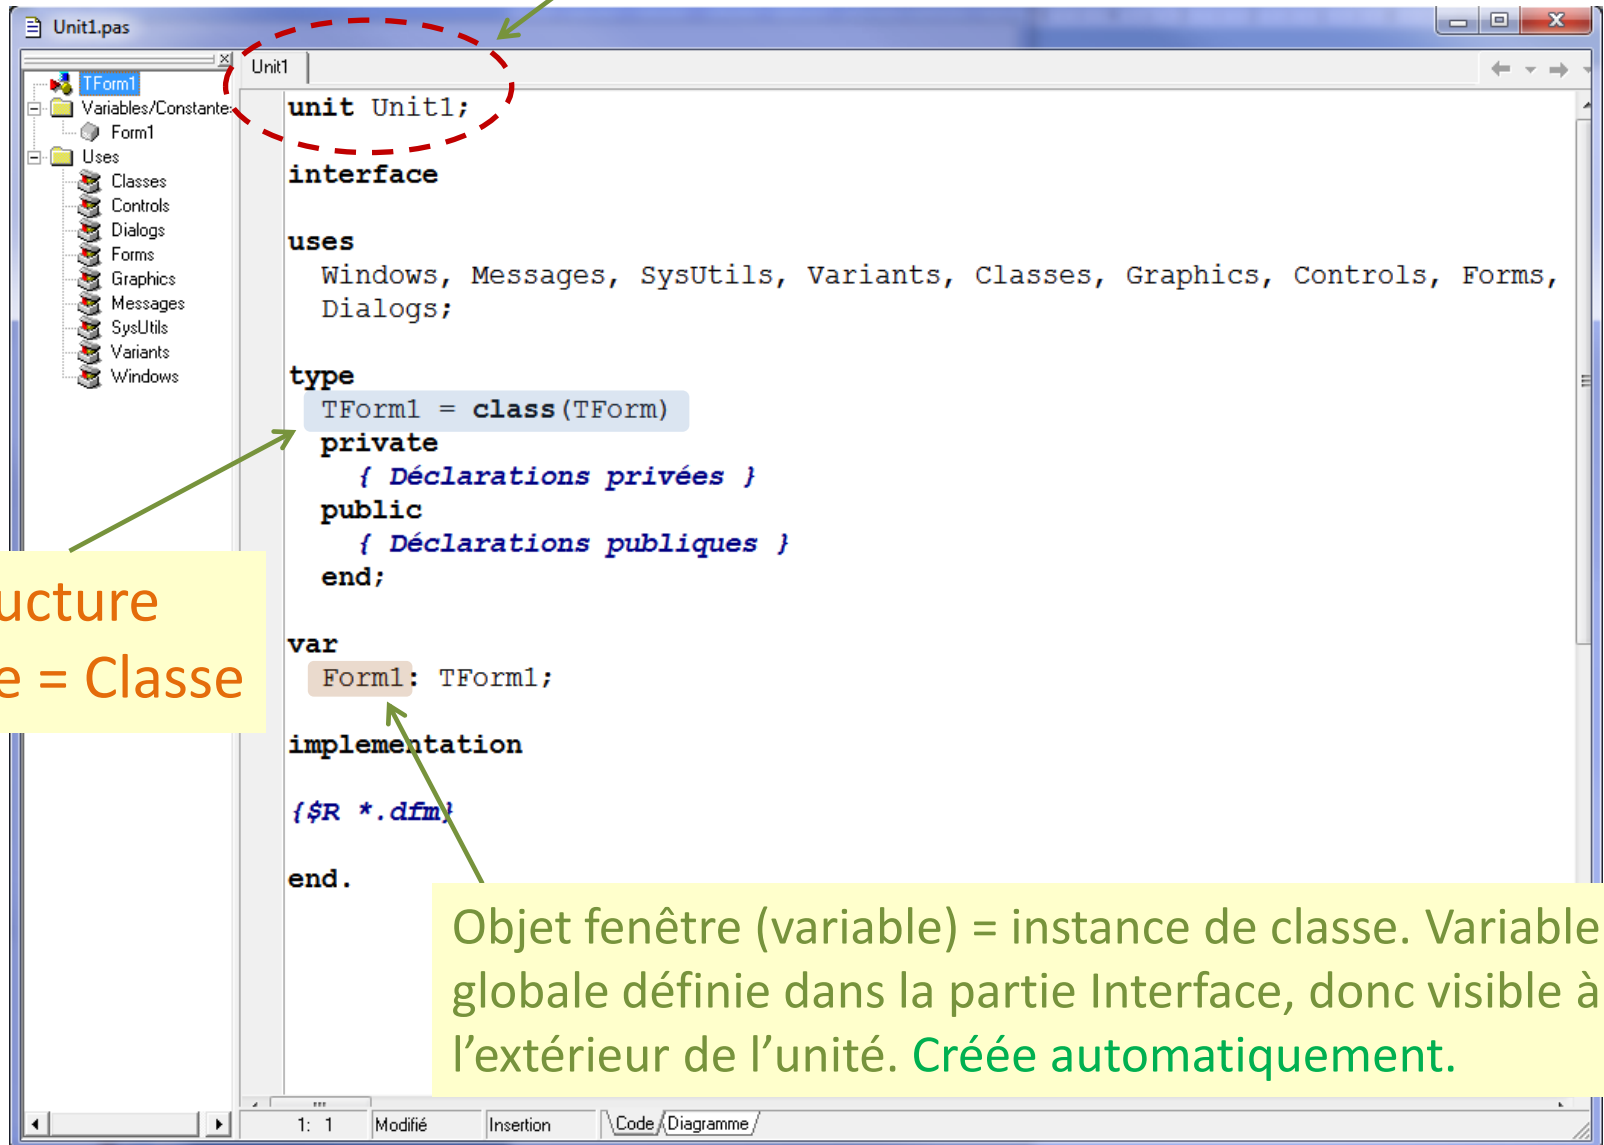 Unit1.pas
TForm1
Variables/Constante
Form1
Uses
Classes
Controls
Dialogs
Forms
Graphics
Messages
SysUtils
Variants
Windows
Unit1
unit Unit1;
interface
uses
Windows, Messages, SysUtils, Variants, Classes, Graphics, Controls, Forms,
Dialogs;
type
TForm1 = class(TForm)
private
{ Déclarations privées }
public
{ Déclarations publiques }
end;
var
Form1: TForm1;
implementation
{$R *.dfm}
end.
ucture
e = Classe
Objet fenêtre (variable) = instance de classe. Variable
globale définie dans la partie Interface, donc visible à
l’extérieur de l’unité. Créée automatiquement.
1: 1 Modifié Insertion \Code/Diagramme/